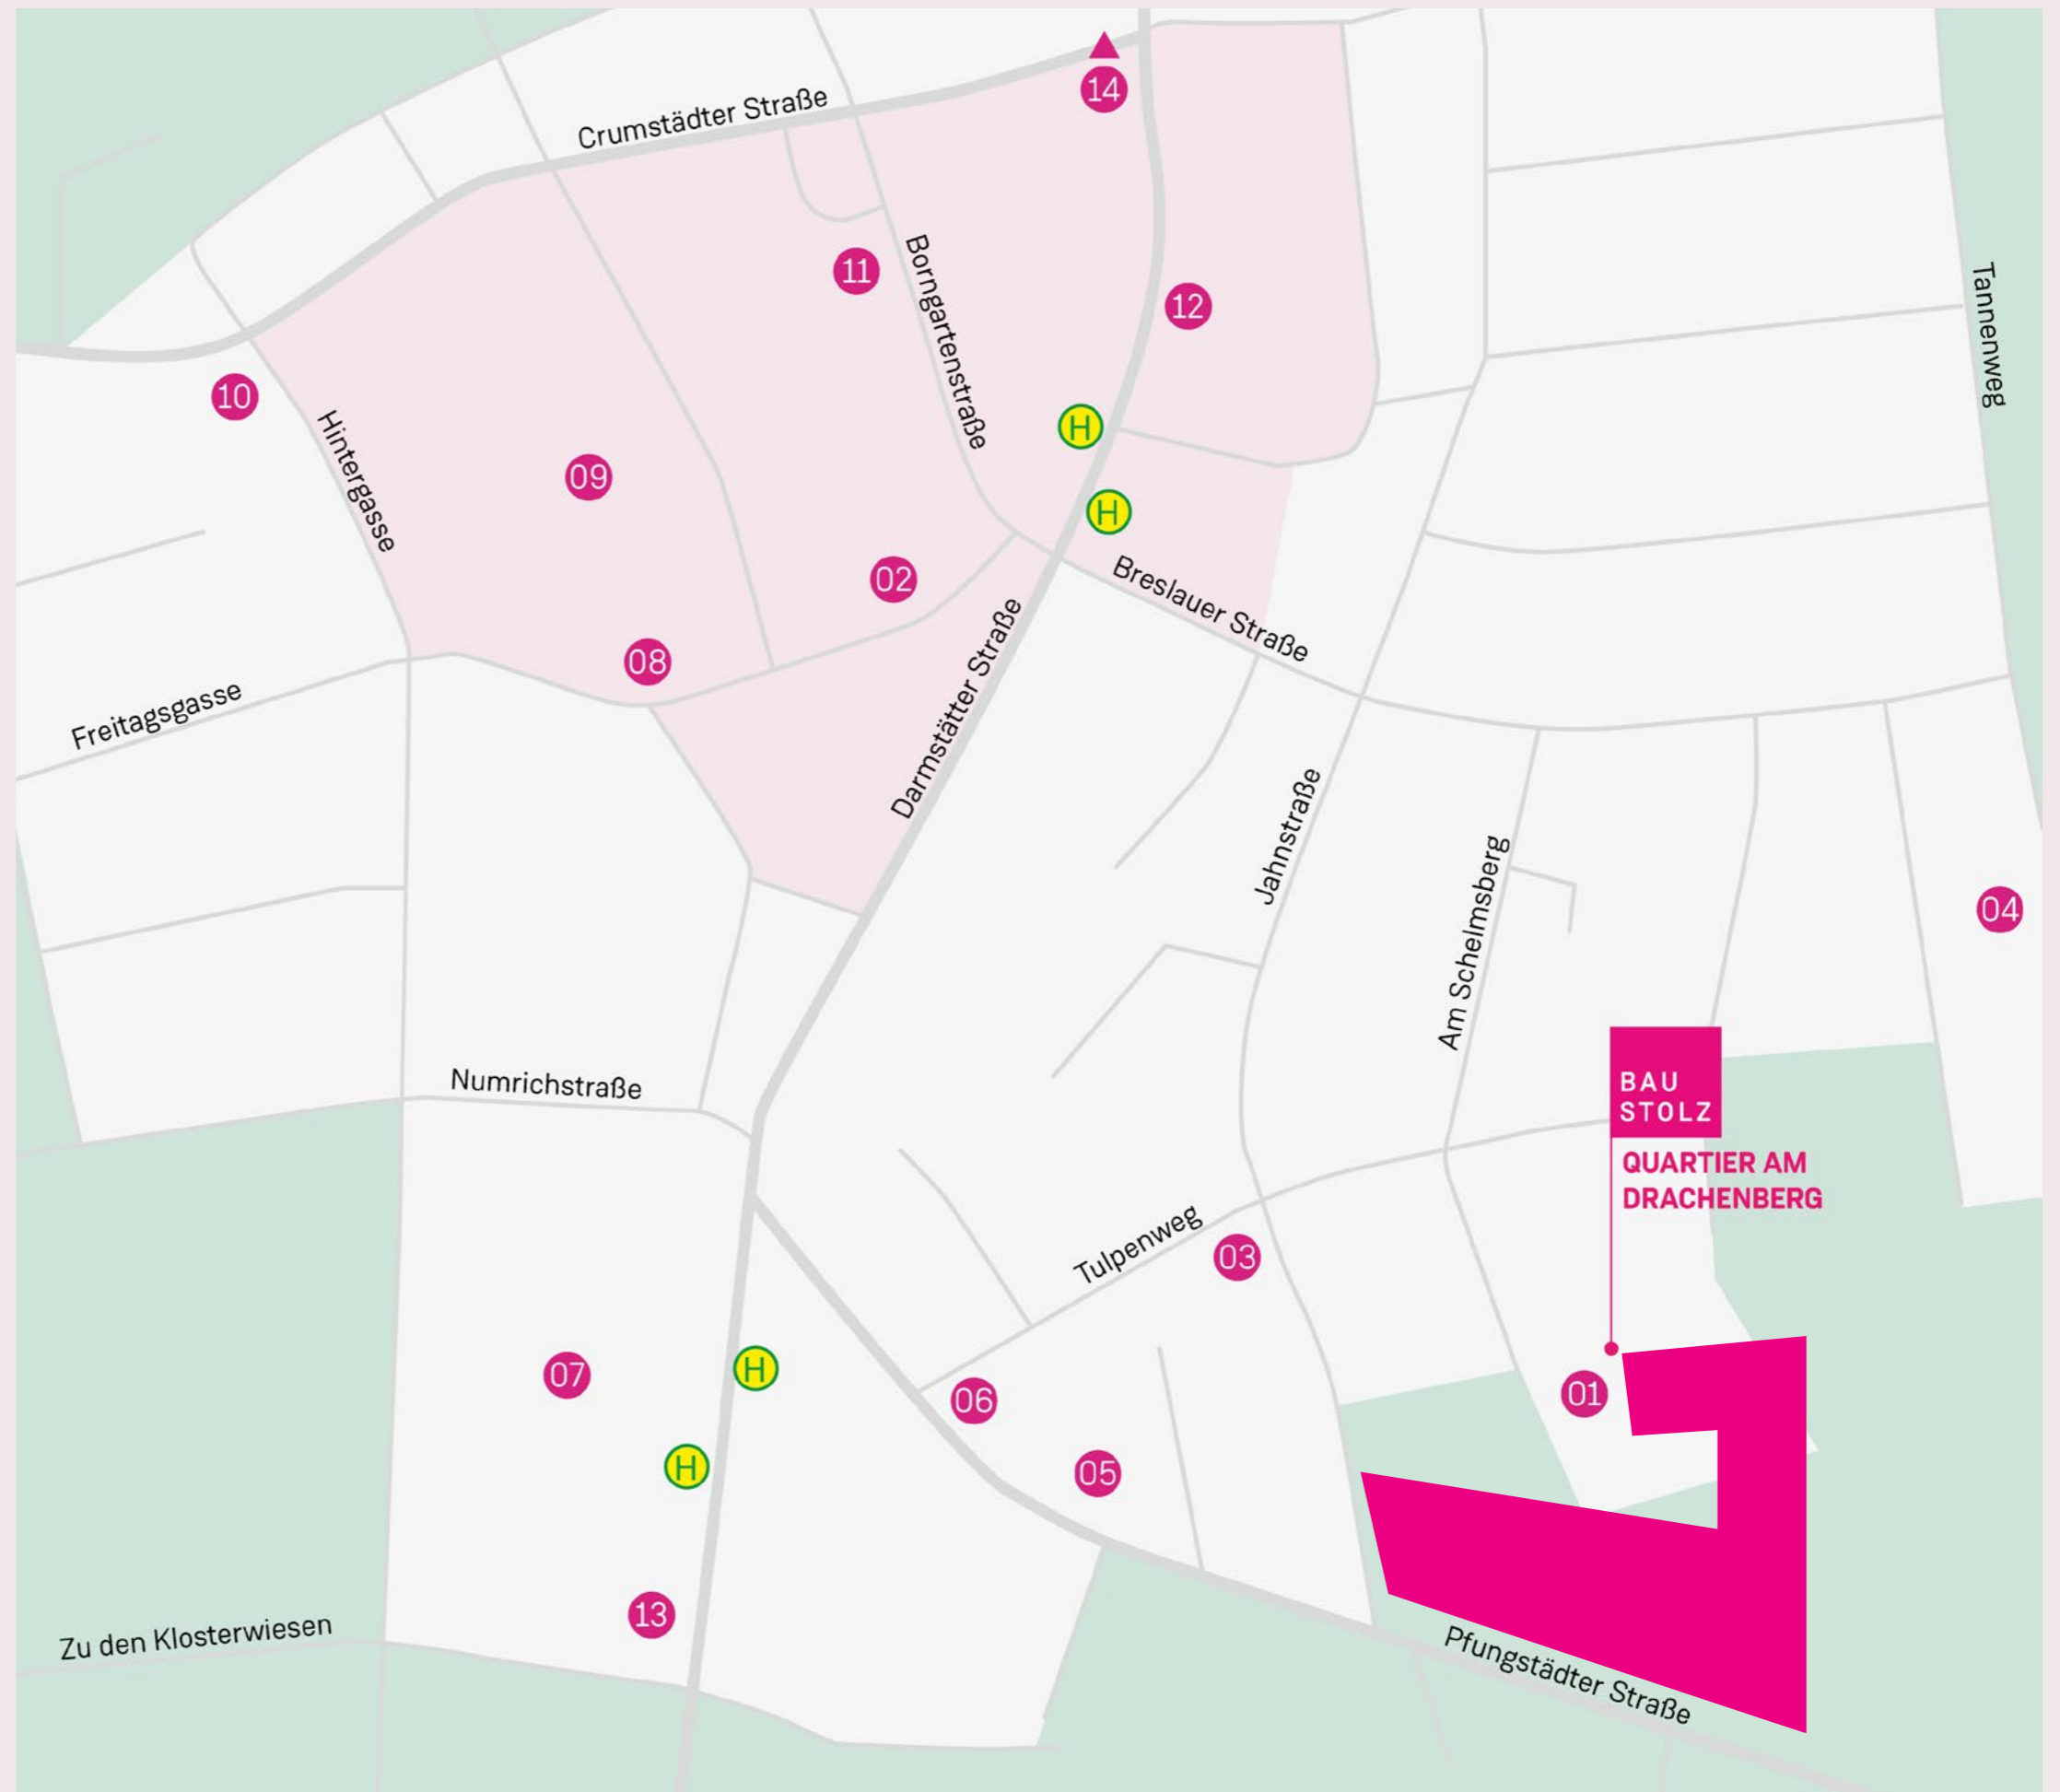 14
Crumstädter Straße
11
Borngartenstraße
12
Tannenweg
10
Hintergasse
H
09
H
02
Breslauer Straße
08
Freitagsgasse
Darmstätter Straße
Jahnstraße
Am Schelmsberg
04
BAU
STOLZ
Numrichstraße
QUARTIER AM
DRACHENBERG
Tulpenweg
03
07
H
06
01
H
05
13
Zu den Klosterwiesen
Pfungstädter Straße